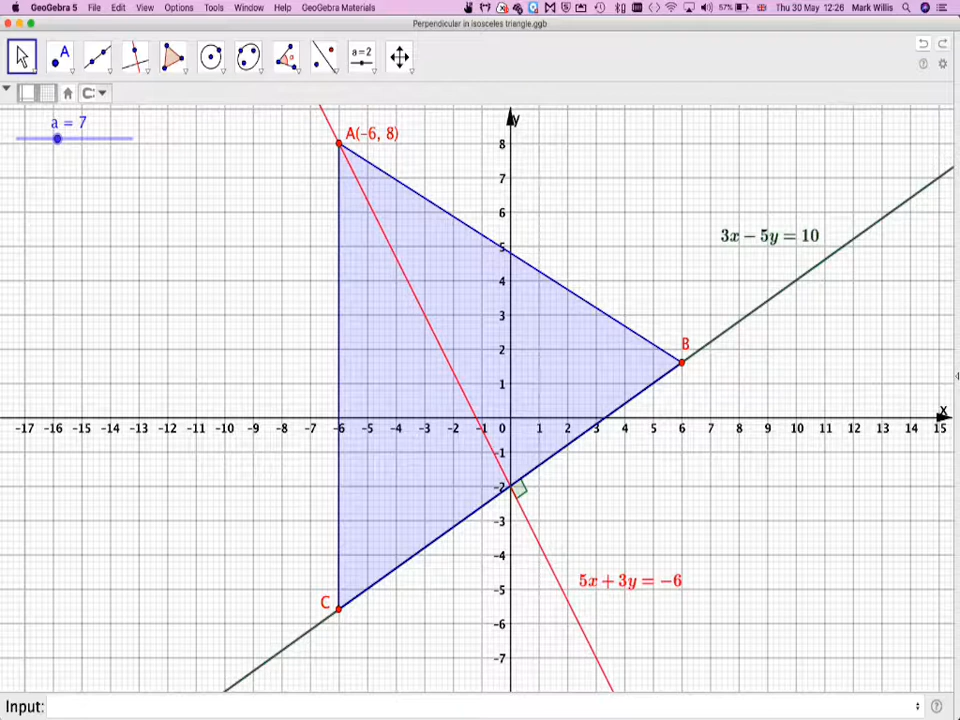 GeoGebra 5 File Edit View Options Tools Window Help GeoGebra Materials 57% Thu 30 May 12:26 Mark Willis
Perpendicular in isosceles triangle.ggb
A a=2
a = 7
A(−6, 8)
y
8
7
6
3x − 5y = 10
5
4
3
B
2
1
x
-17 -16 -15 -14 -13 -12 -11 -10 -9 -8 -7 -6 -5 -4 -3 -2 -1 0 1 2 3 4 5 6 7 8 9 10 11 12 13 14 15
-1
-2
-3
-4
5x + 3y = −6
-5
C
-6
-7
Input: